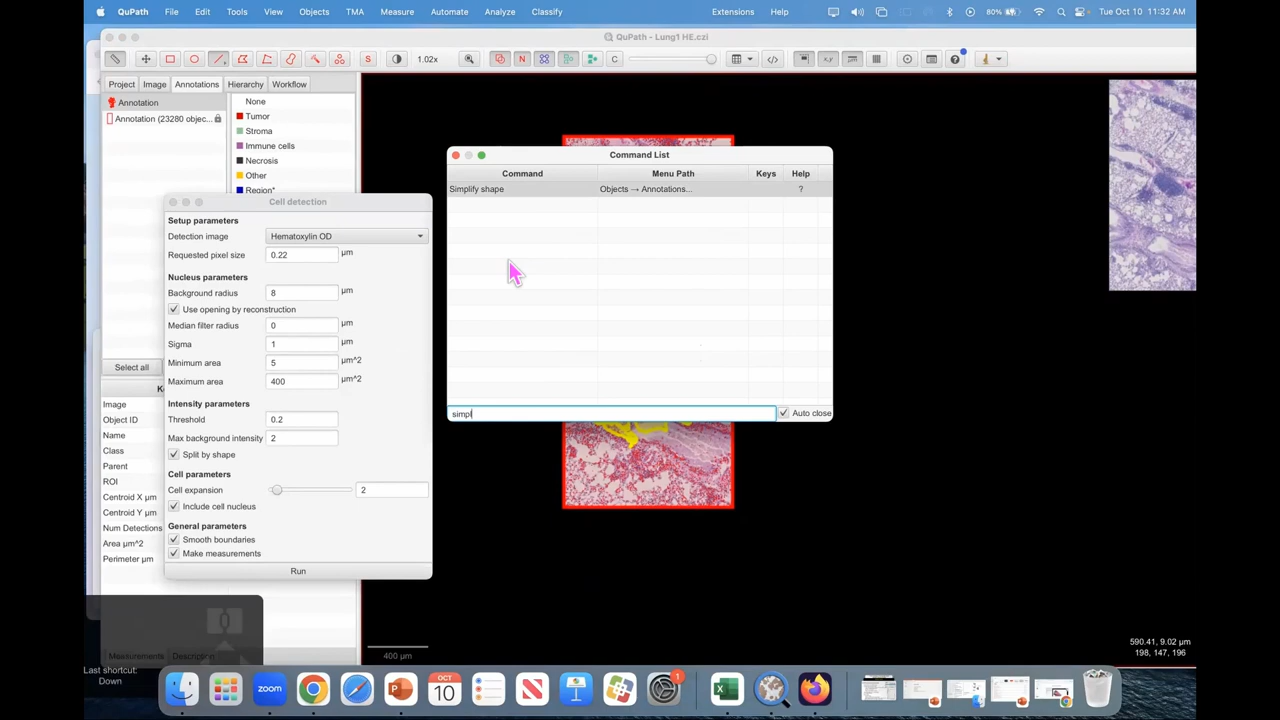 QuPath File Edit Tools View Objects TMA Measure Automate Analyze Classify Extensions Help 80% Tue Oct 10 11:32 AM
QuPath - Lung1 HE.czi
S 1.02x N C
Project Image Annotations Hierarchy Workflow
Annotation
Annotation (23280 objec...
None
Tumor
Stroma
Immune cells
Necrosis
Other
Region*
Select all
K
Image
Object ID
Name
Class
Parent
ROI
Centroid X µm
Centroid Y µm
Num Detections
Area µm^2
Perimeter µm
Measurements Description
Cell detection
Setup parameters
Detection image Hematoxylin OD
Requested pixel size 0.22 µm
Nucleus parameters
Background radius 8 µm
Use opening by reconstruction
Median filter radius 0 µm
Sigma 1 µm
Minimum area 5 µm^2
Maximum area 400 µm^2
Intensity parameters
Threshold 0.2
Max background intensity 2
Split by shape
Cell parameters
Cell expansion 2
Include cell nucleus
General parameters
Smooth boundaries
Make measurements
Run
Command List
Command Menu Path Keys Help
Simplify shape Objects → Annotations... ?
simpl Auto close
400 µm
590.41, 9.02 µm
198, 147, 196
Last shortcut:
Down
zoom
OCT
10
1